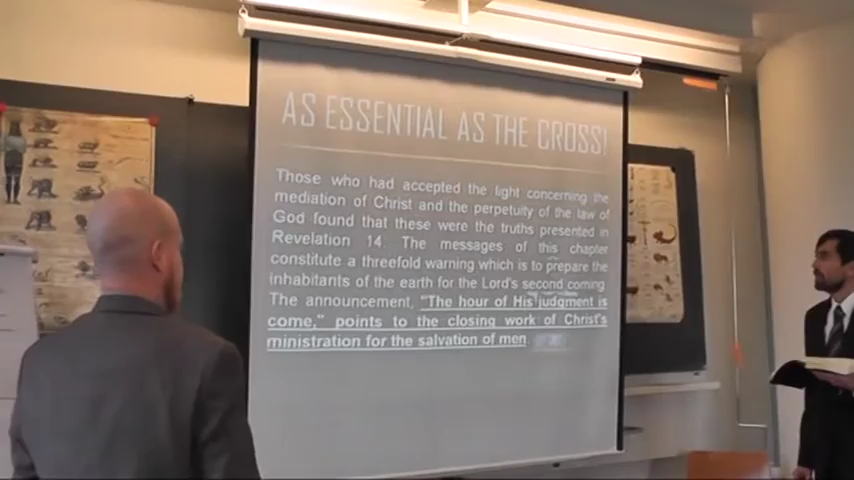 AS ESSENTIAL AS THE CROSS!
Those who had accepted the light concerning the
mediation of Christ and the perpetuity of the law of
God found that these were the truths presented in
Revelation 14. The messages of this chapter
constitute a threefold warning which is to prepare the
inhabitants of the earth for the Lord's second coming.
The announcement, "The hour of His judgment is
come," points to the closing work of Christ's
ministration for the salvation of men.